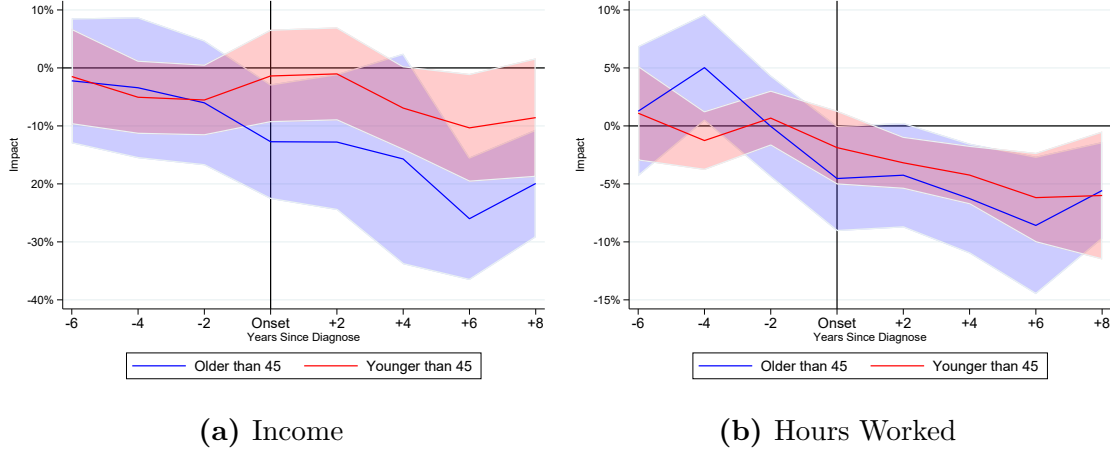 10%
0%
-10%
20%
-30%
-40%
Impact
-6 -4 -2 Onset +2 +4 +6 +8
Years Since Diagnose
Older than 45 Younger than 45
(a) Income
10%
5%
0%
-5%
-10%
-15%
Impact
-6 -4 -2 Onset +2 +4 +6 +8
Years Since Diagnose
Older than 45 Younger than 45
(b) Hours Worked